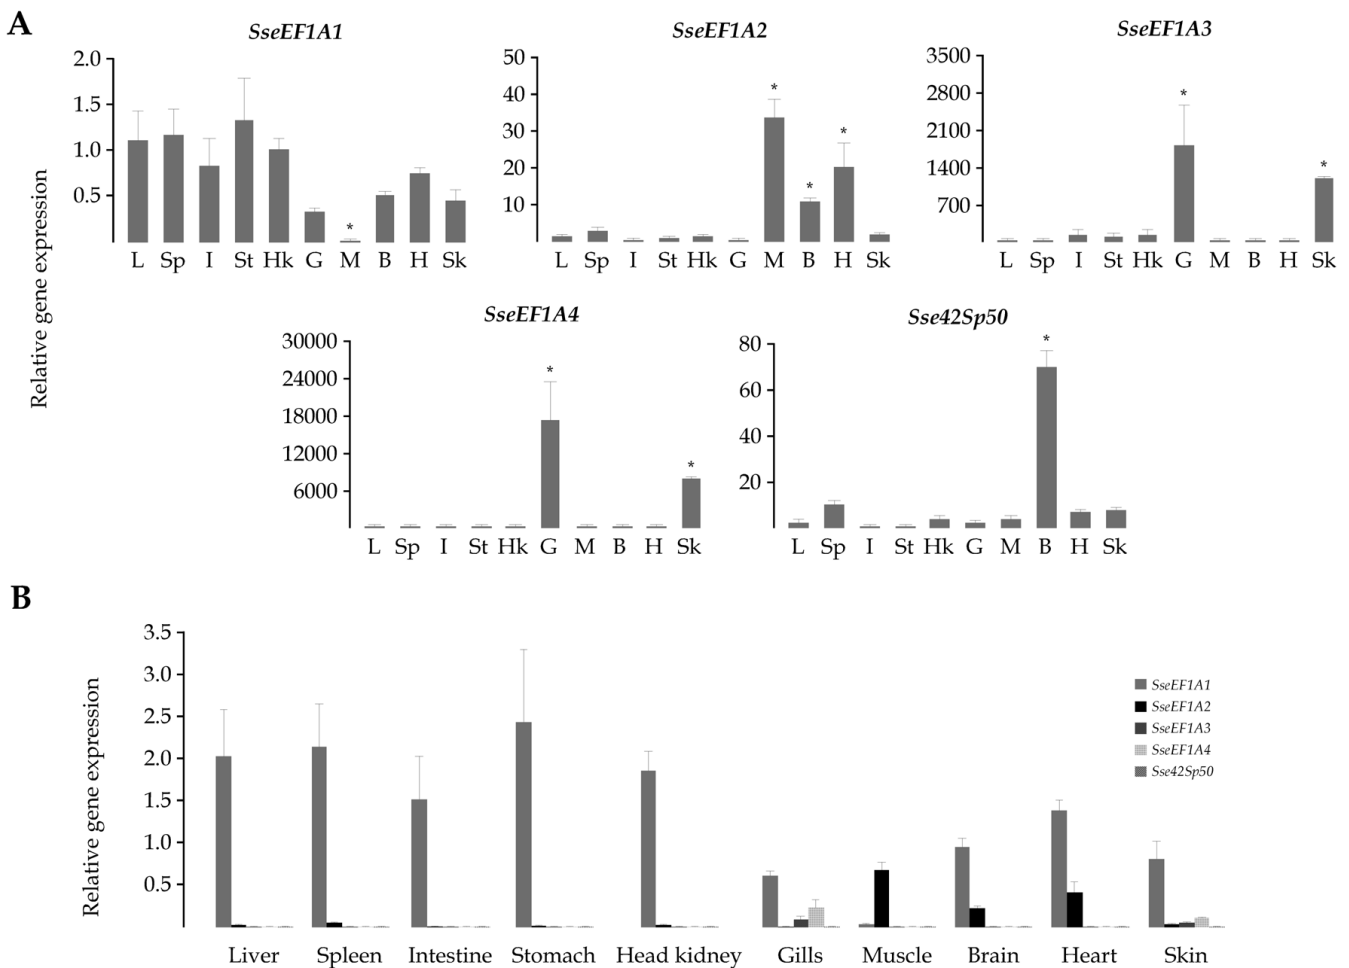 A
SseEF1A1
SseEF1A2
SseEF1A3
2.0
1.5
1.0
0.5
50
40
30
20
10
3500
2800
2100
1400
700
* * * * * *
L Sp I St Hk G M B H Sk
L Sp I St Hk G M B H Sk
L Sp I St Hk G M B H Sk
Relative gene expression
SseEF1A4
Sse42Sp50
30000
24000
18000
12000
6000
80
60
40
20
* * *
L Sp I St Hk G M B H Sk
L Sp I St Hk G M B H Sk
B
3.5
3.0
2.5
2.0
1.5
1.0
0.5
Relative gene expression
SseEF1A1
SseEF1A2
SseEF1A3
SseEF1A4
Sse42Sp50
Liver Spleen Intestine Stomach Head kidney Gills Muscle Brain Heart Skin